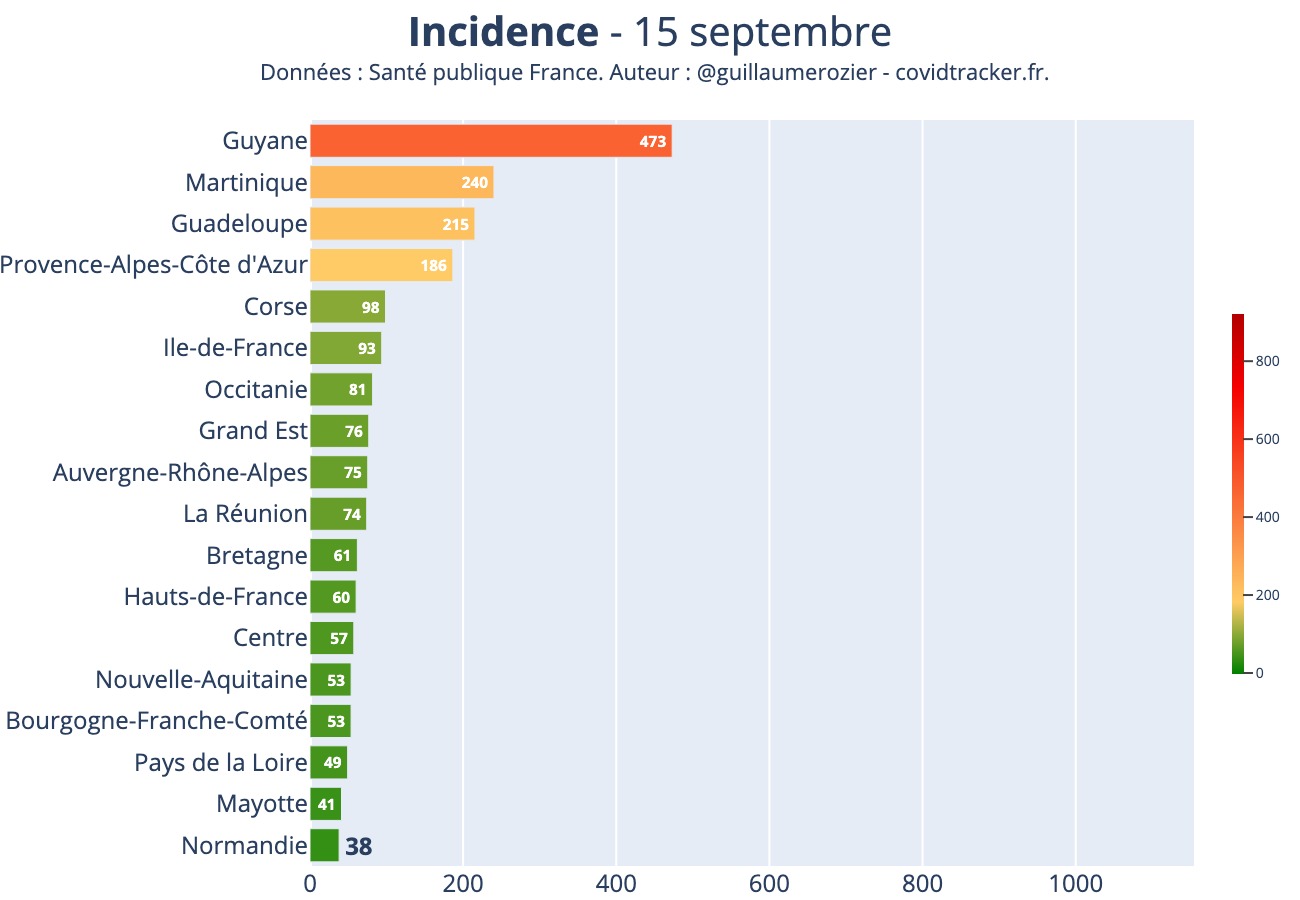 Incidence - 15 septembre
Données : Santé publique France. Auteur : @guillaumerozier - covidtracker.fr.
Guyane 473
Martinique 240
Guadeloupe 215
Provence-Alpes-Côte d'Azur 186
Corse 98
Ile-de-France 93
Occitanie 81
Grand Est 76
Auvergne-Rhône-Alpes 75
La Réunion 74
Bretagne 61
Hauts-de-France 60
Centre 57
Nouvelle-Aquitaine 53
Bourgogne-Franche-Comté 53
Pays de la Loire 49
Mayotte 41
Normandie 38
0 200 400 600 800 1000
800
600
400
200
0